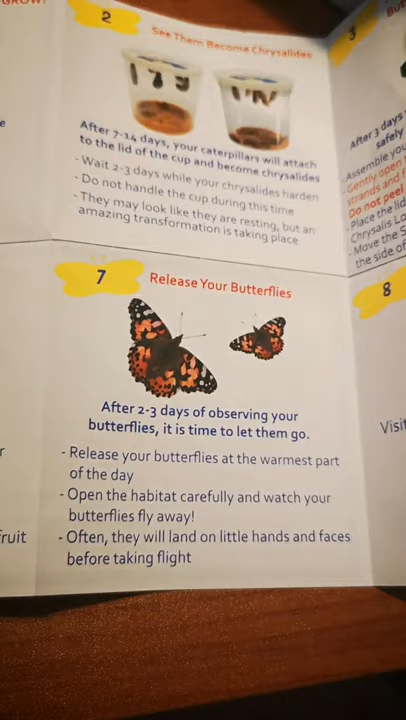 GROW!
2
See Them Become Chrysalides
After 7-14 days, your caterpillars will attach
to the lid of the cup and become chrysalides
- Wait 2-3 days while your chrysalides harden
- Do not handle the cup during this time
- They may look like they are resting, but an
amazing transformation is taking place
3
After 3 days
safely
- Assemble you
- Gently open
strands and f
Do not peel
- Place the lid
Chrysalis Lo
- Move the S
the side of
7
Release Your Butterflies
After 2-3 days of observing your
butterflies, it is time to let them go.
- Release your butterflies at the warmest part
of the day
- Open the habitat carefully and watch your
butterflies fly away!
- Often, they will land on little hands and faces
before taking flight
8
Visit
fruit